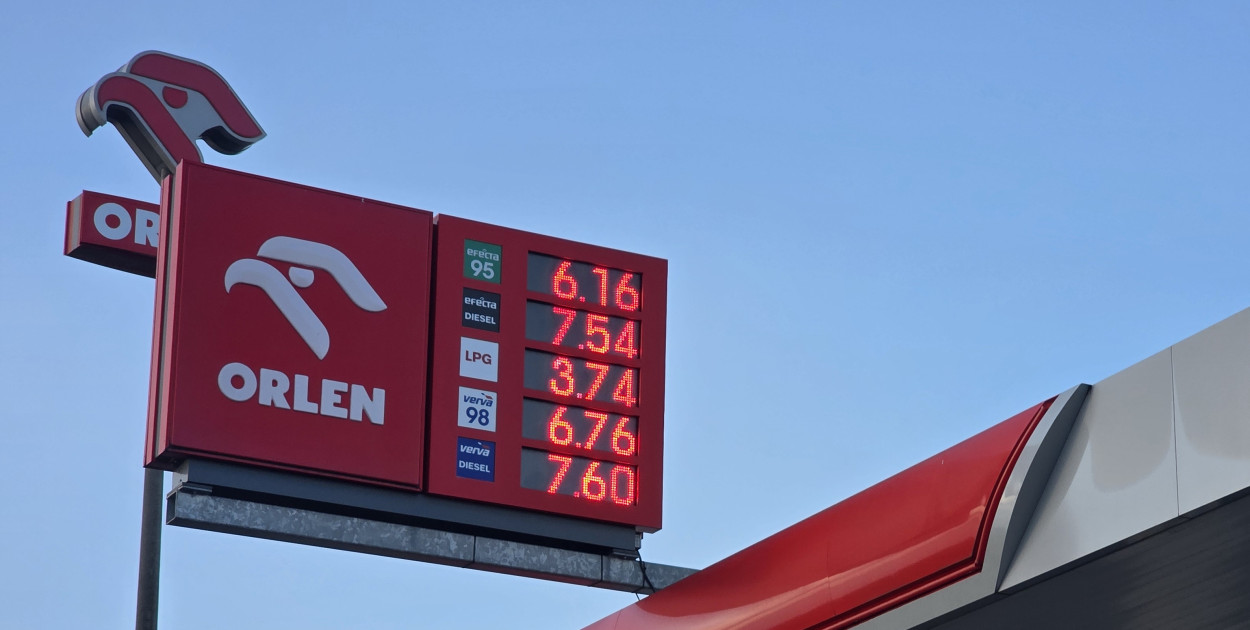 OR
ORLEN
efecta 95 6.16
efecta DIESEL 7.54
LPG 3.74
verva 98 6.76
verva DIESEL 7.60